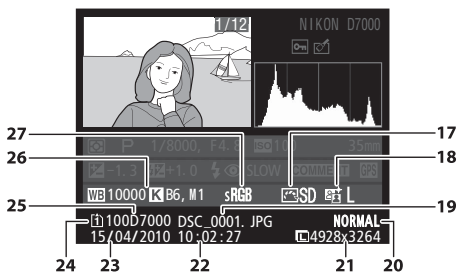 1/12
NIKON D7000
P 1/8000, F4.8 ISO 100 35mm
-1.3 +1.0 SLOW COMMENT GPS
WB 10000 K B6, M1 sRGB SD L
1 100D7000 DSC_0001. JPG NORMAL
15/04/2010 10:02:27 L 4928x3264
27
26
25
24
23
22
17
18
19
20
21